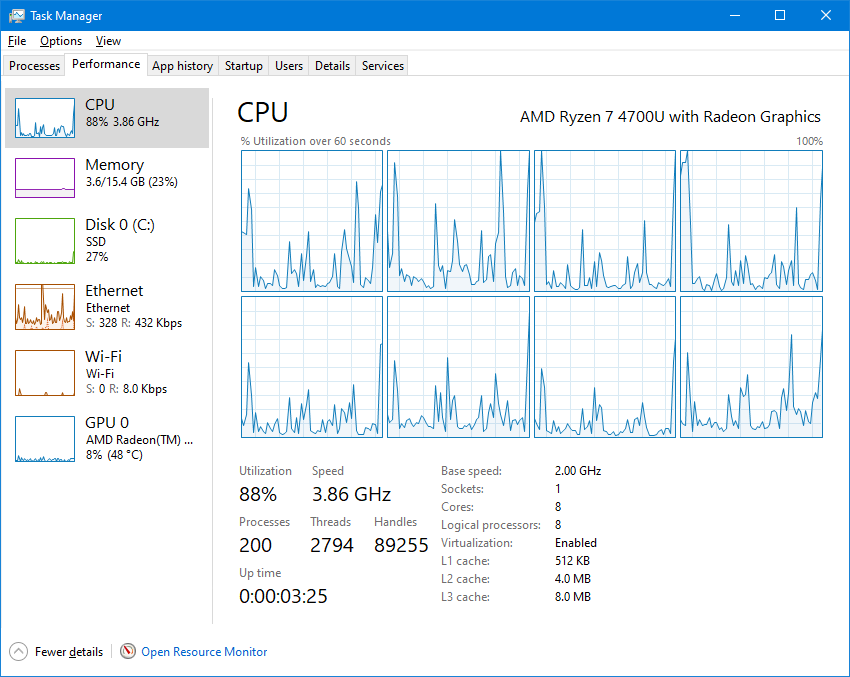 Task Manager
File Options View
Processes Performance App history Startup Users Details Services
CPU
88% 3.86 GHz
Memory
3.6/15.4 GB (23%)
Disk 0 (C:)
SSD
27%
Ethernet
Ethernet
S: 328 R: 432 Kbps
Wi-Fi
Wi-Fi
S: 0 R: 8.0 Kbps
GPU 0
AMD Radeon(TM) ...
8% (48 °C)
CPU AMD Ryzen 7 4700U with Radeon Graphics
% Utilization over 60 seconds 100%
Utilization Speed
88% 3.86 GHz
Processes Threads Handles
200 2794 89255
Up time
0:00:03:25
Base speed: 2.00 GHz
Sockets: 1
Cores: 8
Logical processors: 8
Virtualization: Enabled
L1 cache: 512 KB
L2 cache: 4.0 MB
L3 cache: 8.0 MB
Fewer details Open Resource Monitor